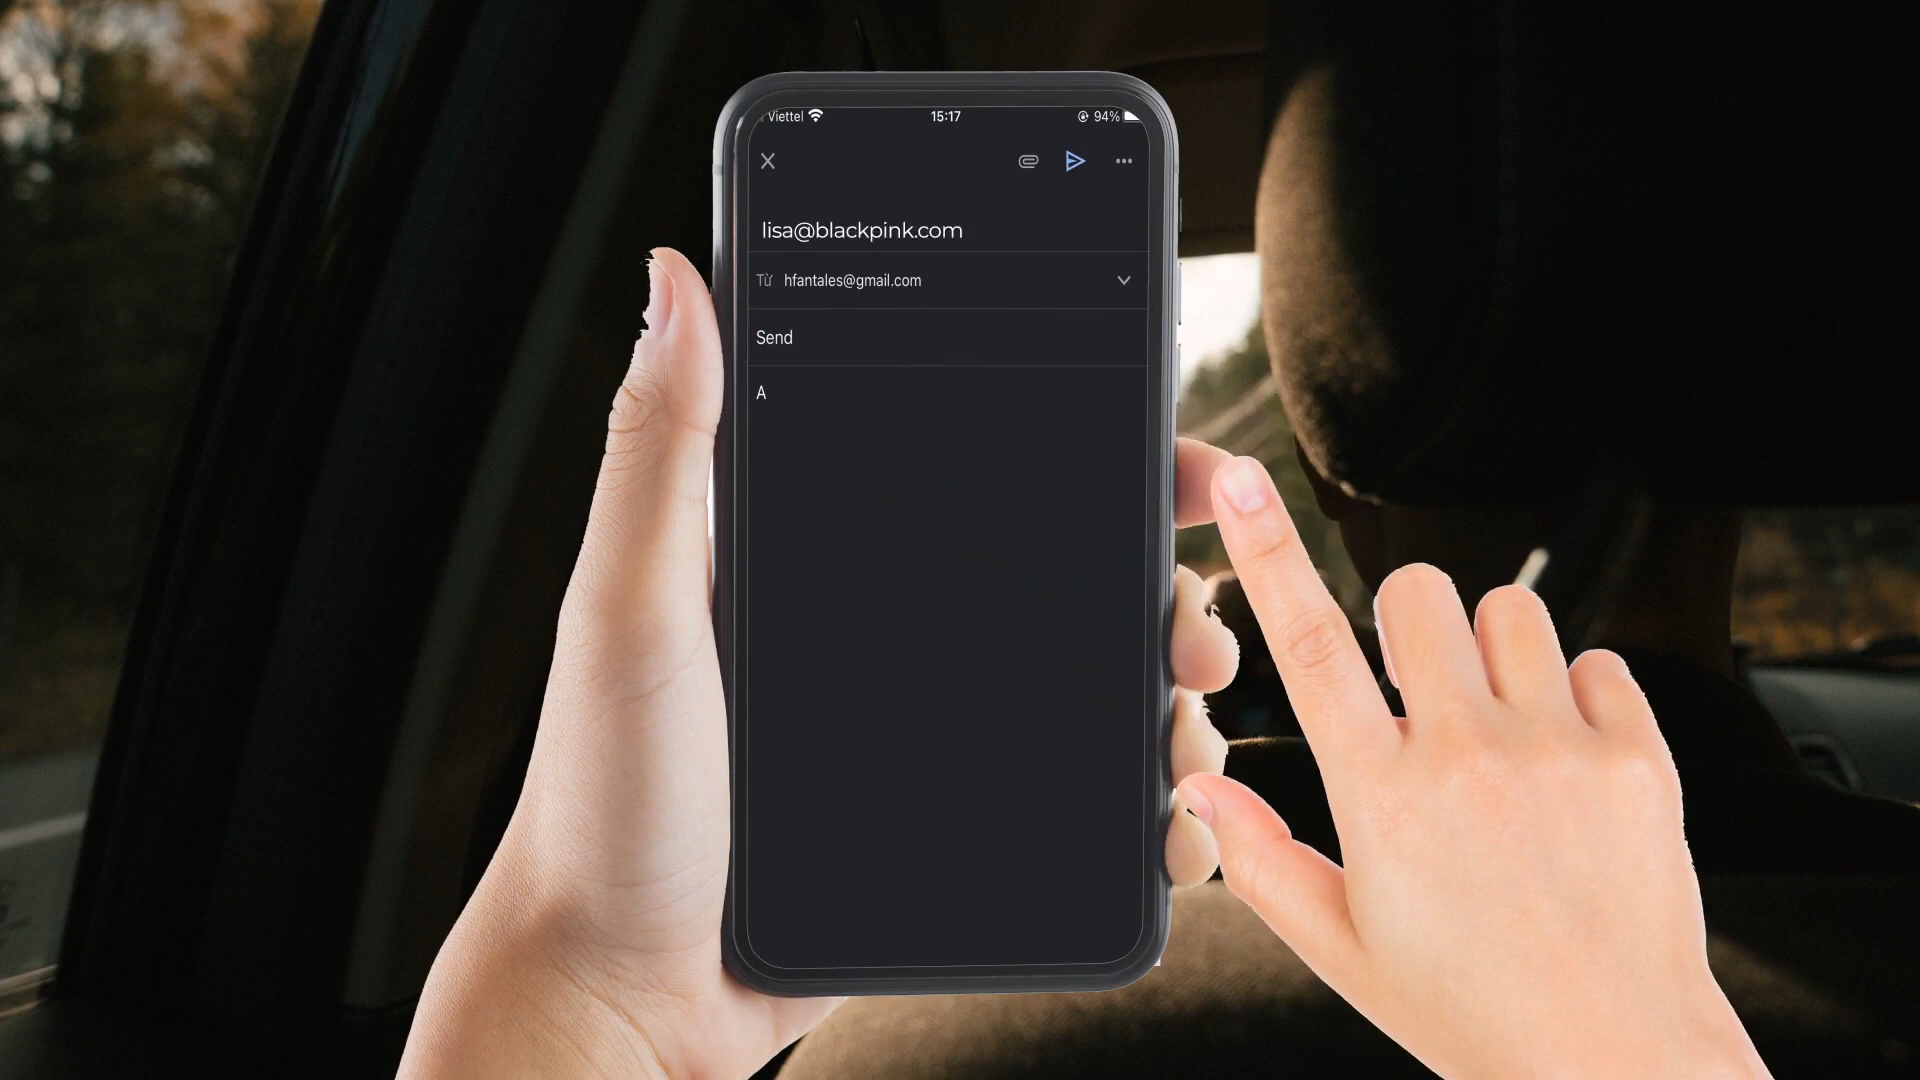 Viettel 15:17 94%
lisa@blackpink.com
Từ hfantales@gmail.com
Send
A